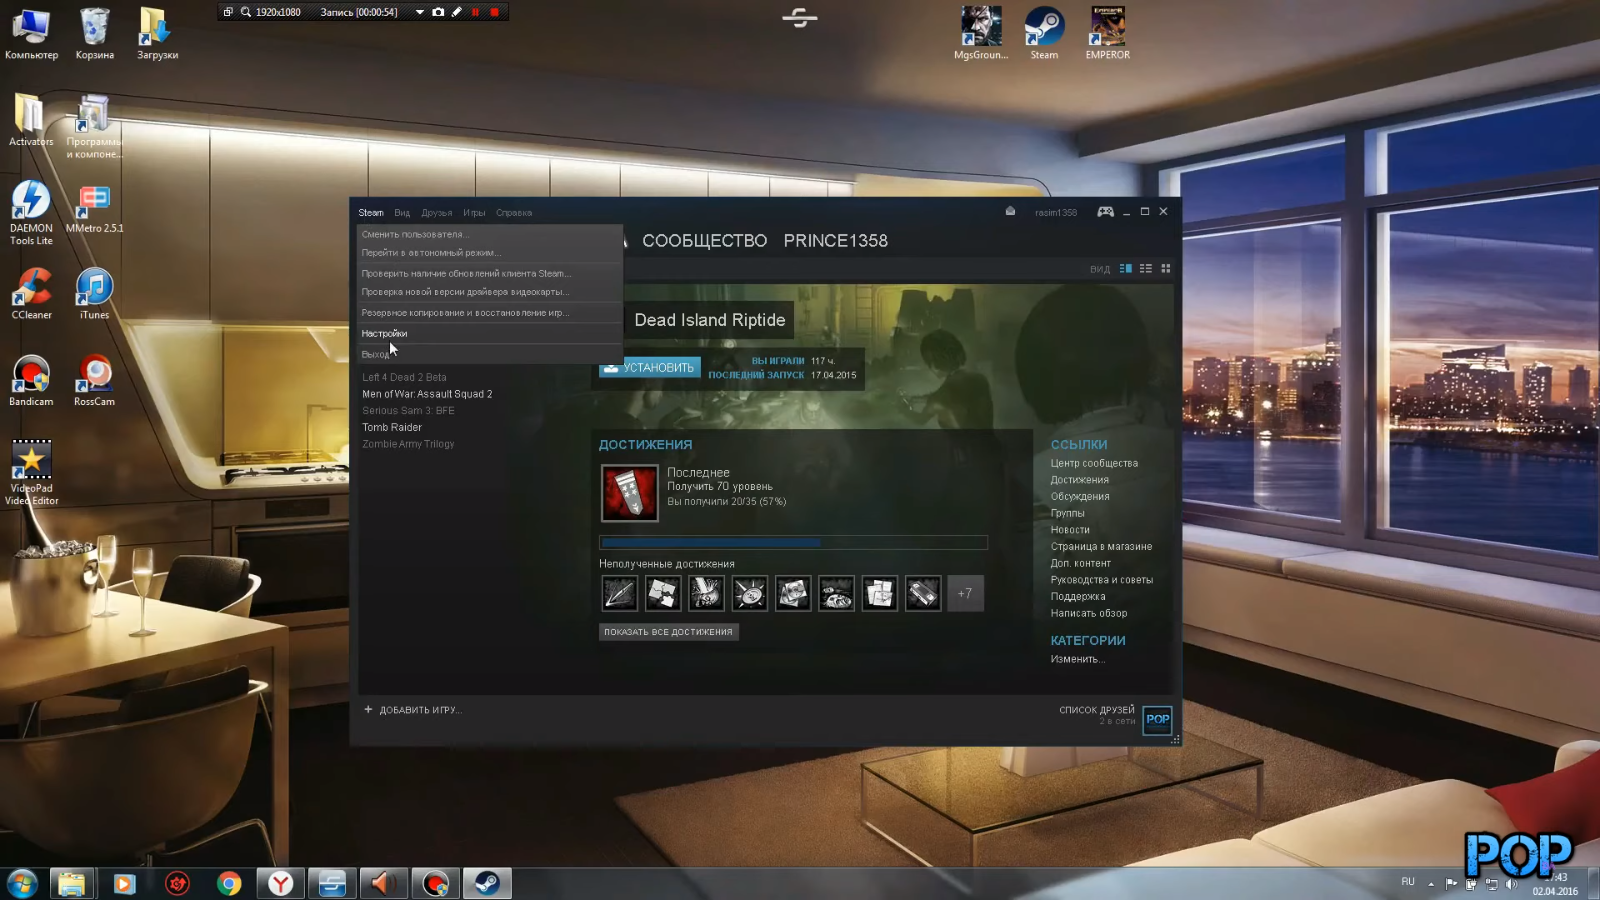 1920x1080 Запись [00:00:54]
Компьютер
Корзина
Загрузки
MgsGroun...
Steam
EMPEROR
Activators
Программы
и компоне...
DAEMON
Tools Lite
MMetro 2.5.1
CCleaner
iTunes
Bandicam
RossCam
VideoPad
Video Editor
Steam Вид Друзья Игры Справка
rasim1358
СООБЩЕСТВО PRINCE1358
Сменить пользователя...
Перейти в автономный режим...
Проверить наличие обновлений клиента Steam...
Проверка новой версии драйвера видеокарты...
Резервное копирование и восстановление игр...
Настройки
Выход
ВИД
Left 4 Dead 2 Beta
Men of War: Assault Squad 2
Serious Sam 3: BFE
Tomb Raider
Zombie Army Trilogy
Dead Island Riptide
УСТАНОВИТЬ
ВЫ ИГРАЛИ 117 ч.
ПОСЛЕДНИЙ ЗАПУСК 17.04.2015
ДОСТИЖЕНИЯ
Последнее
Получить 70 уровень
Вы получили 20/35 (57%)
Неполученные достижения
+7
ПОКАЗАТЬ ВСЕ ДОСТИЖЕНИЯ
ССЫЛКИ
Центр сообщества
Достижения
Обсуждения
Группы
Новости
Страница в магазине
Доп. контент
Руководства и советы
Поддержка
Написать обзор
КАТЕГОРИИ
Изменить...
+ ДОБАВИТЬ ИГРУ...
СПИСОК ДРУЗЕЙ
2 в сети
POP
POP
RU
02.04.2016